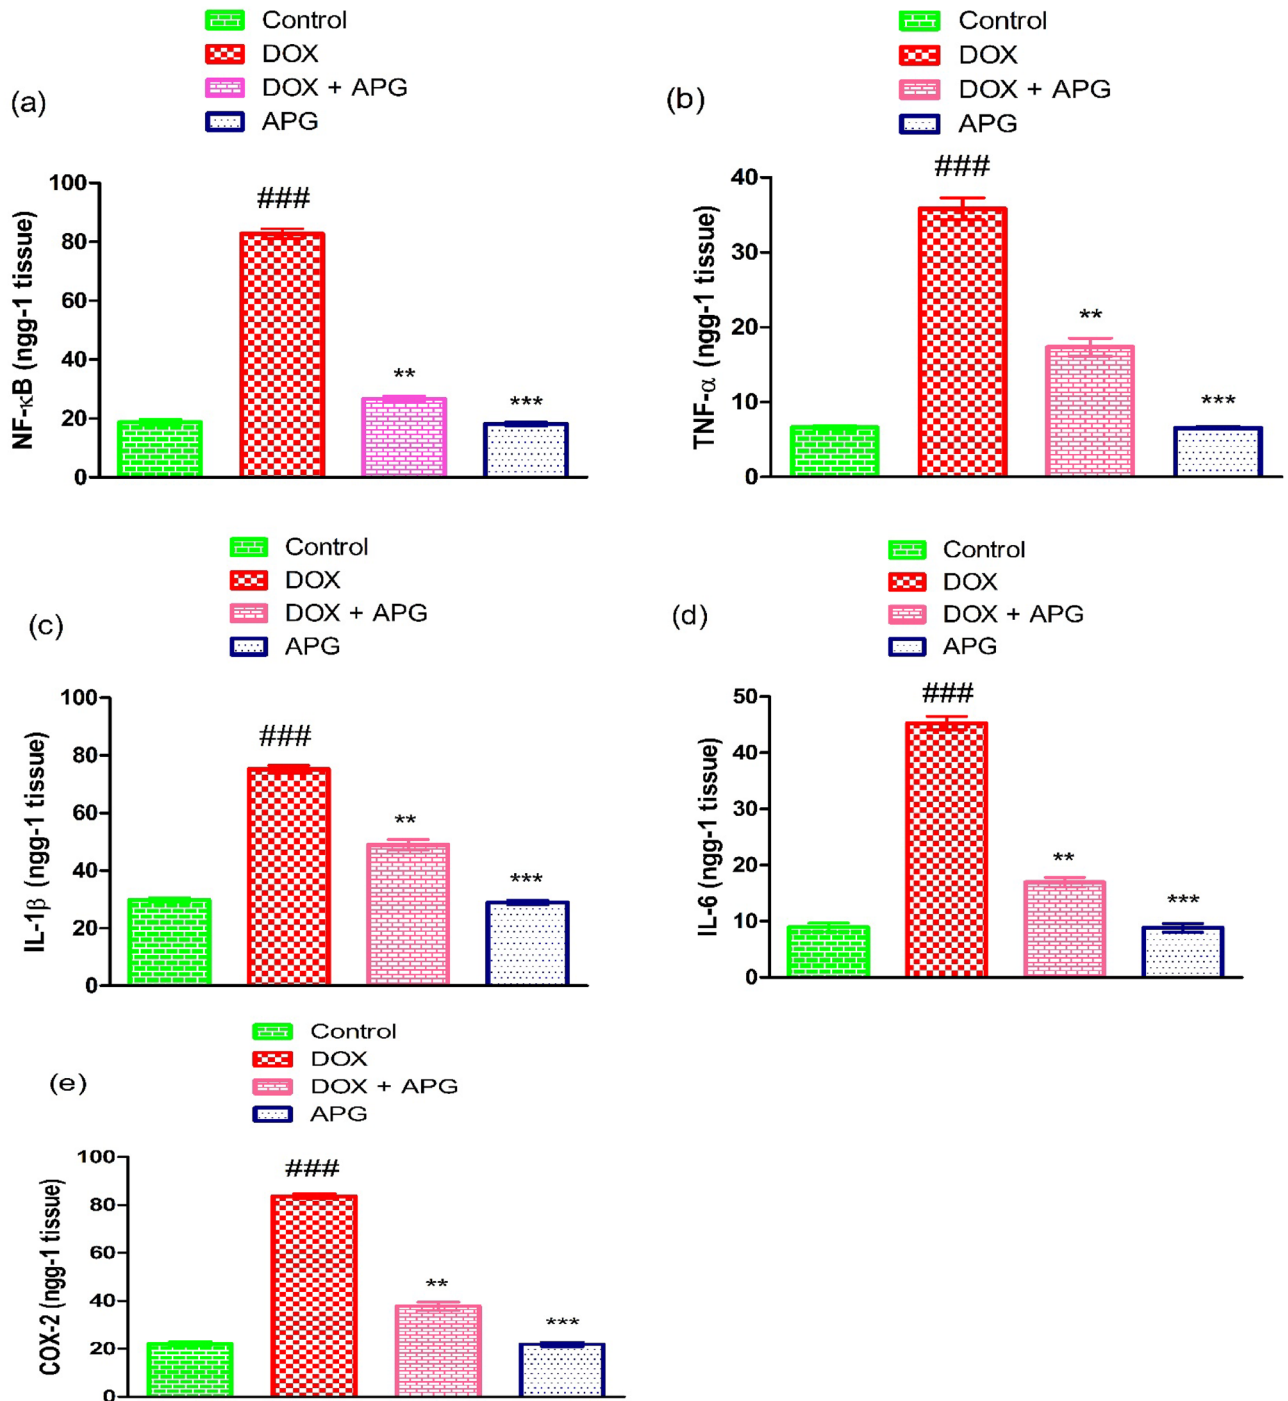 (a)
Control
DOX
DOX + APG
APG
NF-κB (ngg-1 tissue)
100
80
60
40
20
0
###
**
***
(b)
Control
DOX
DOX + APG
APG
TNF-α (ngg-1 tissue)
40
30
20
10
0
###
**
***
(c)
Control
DOX
DOX + APG
APG
IL-1β (ngg-1 tissue)
100
80
60
40
20
0
###
**
***
(d)
Control
DOX
DOX + APG
APG
IL-6 (ngg-1 tissue)
50
40
30
20
10
0
###
**
***
(e)
Control
DOX
DOX + APG
APG
COX-2 (ngg-1 tissue)
100
80
60
40
20
0
###
**
***